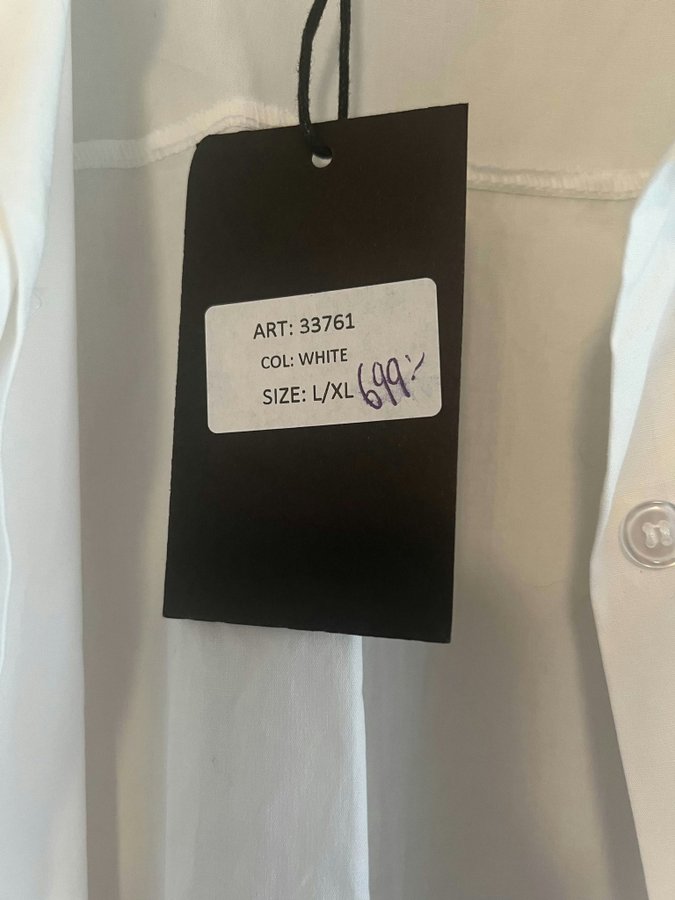 ART: 33761
COL: WHITE
SIZE: L/XL 699:-